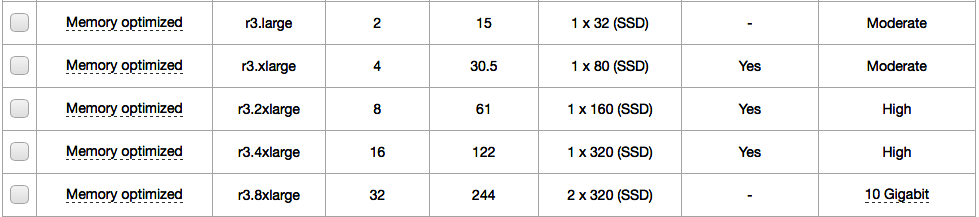 Memory optimized r3.large 2 15 1 x 32 (SSD) - Moderate
Memory optimized r3.xlarge 4 30.5 1 x 80 (SSD) Yes Moderate
Memory optimized r3.2xlarge 8 61 1 x 160 (SSD) Yes High
Memory optimized r3.4xlarge 16 122 1 x 320 (SSD) Yes High
Memory optimized r3.8xlarge 32 244 2 x 320 (SSD) - 10 Gigabit